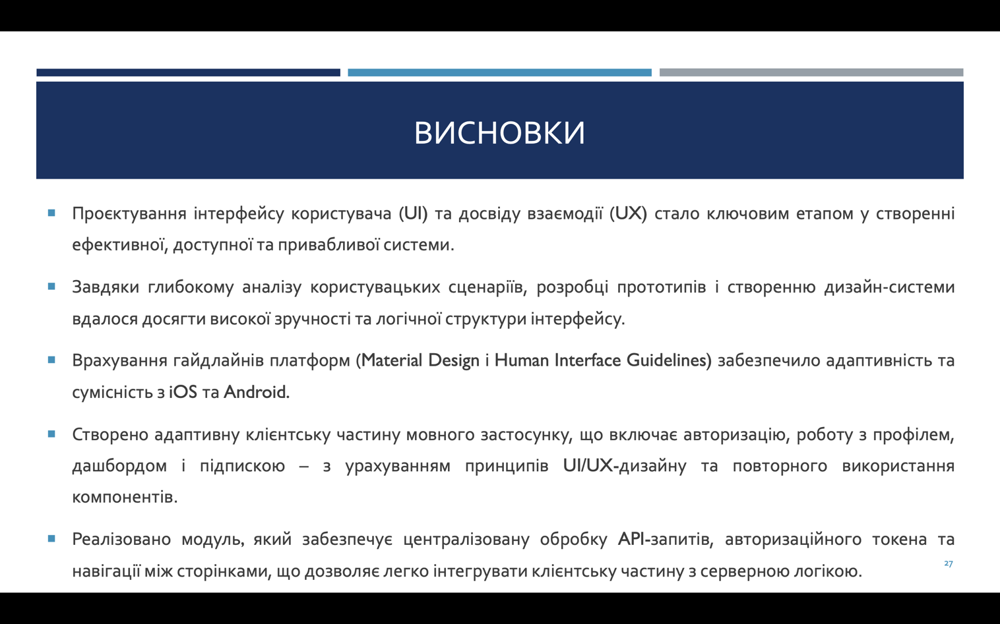 ВИСНОВКИ
Проєктування інтерфейсу користувача (UI) та досвіду взаємодії (UX) стало ключовим етапом у створенні
ефективної, доступної та привабливої системи.
Завдяки глибокому аналізу користувацьких сценаріїв, розробці прототипів і створенню дизайн-системи
вдалося досягти високої зручності та логічної структури інтерфейсу.
Врахування гайдлайнів платформ (Material Design і Human Interface Guidelines) забезпечило адаптивність та
сумісність з iOS та Android.
Створено адаптивну клієнтську частину мовного застосунку, що включає авторизацію, роботу з профілем,
дашбордом і підпискою – з урахуванням принципів UI/UX-дизайну та повторного використання
компонентів.
Реалізовано модуль, який забезпечує централізовану обробку API-запитів, авторизаційного токена та
навігації між сторінками, що дозволяє легко інтегрувати клієнтську частину з серверною логікою.
27